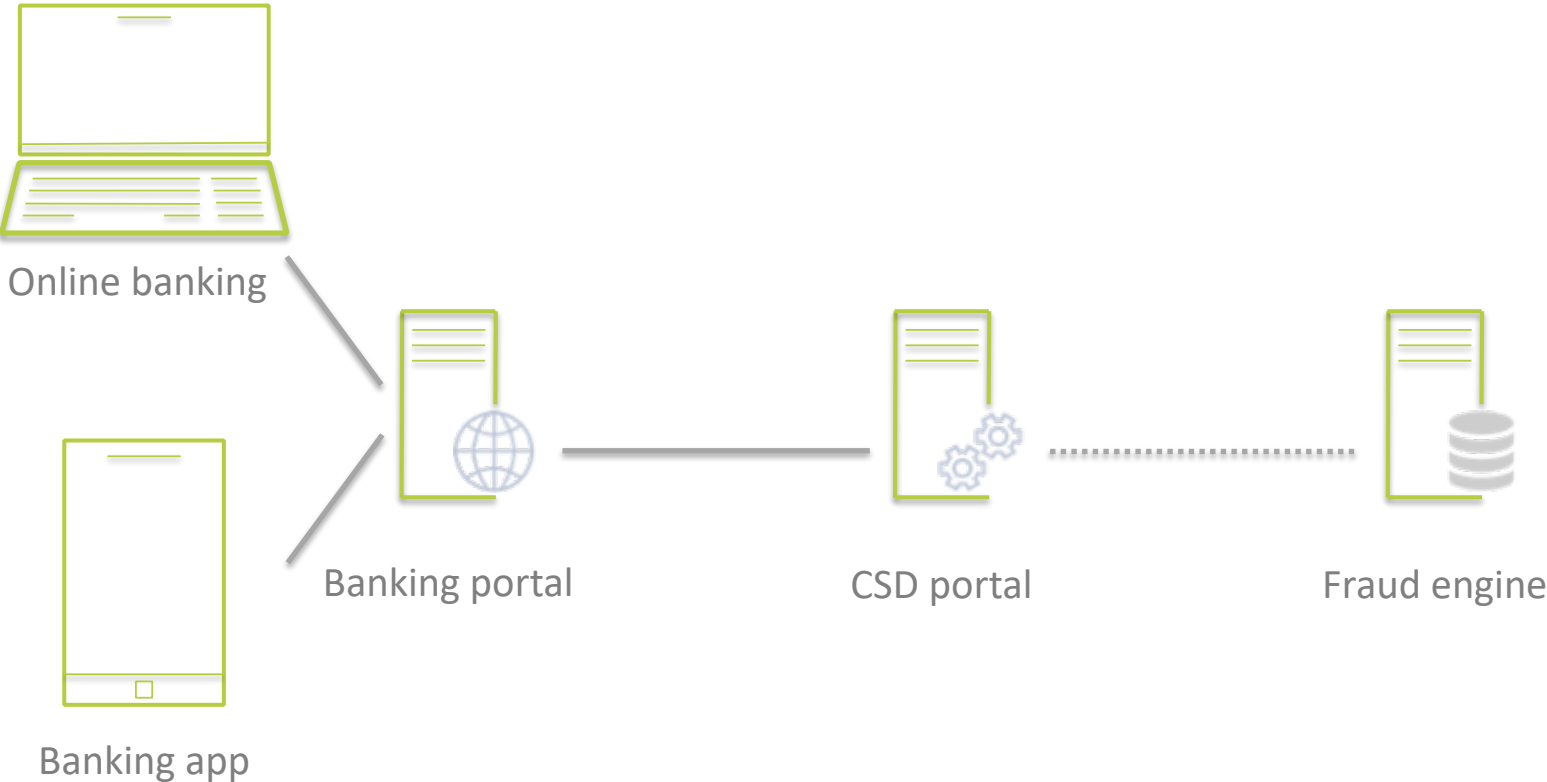 Online banking
Banking portal
CSD portal
Fraud engine
Banking app